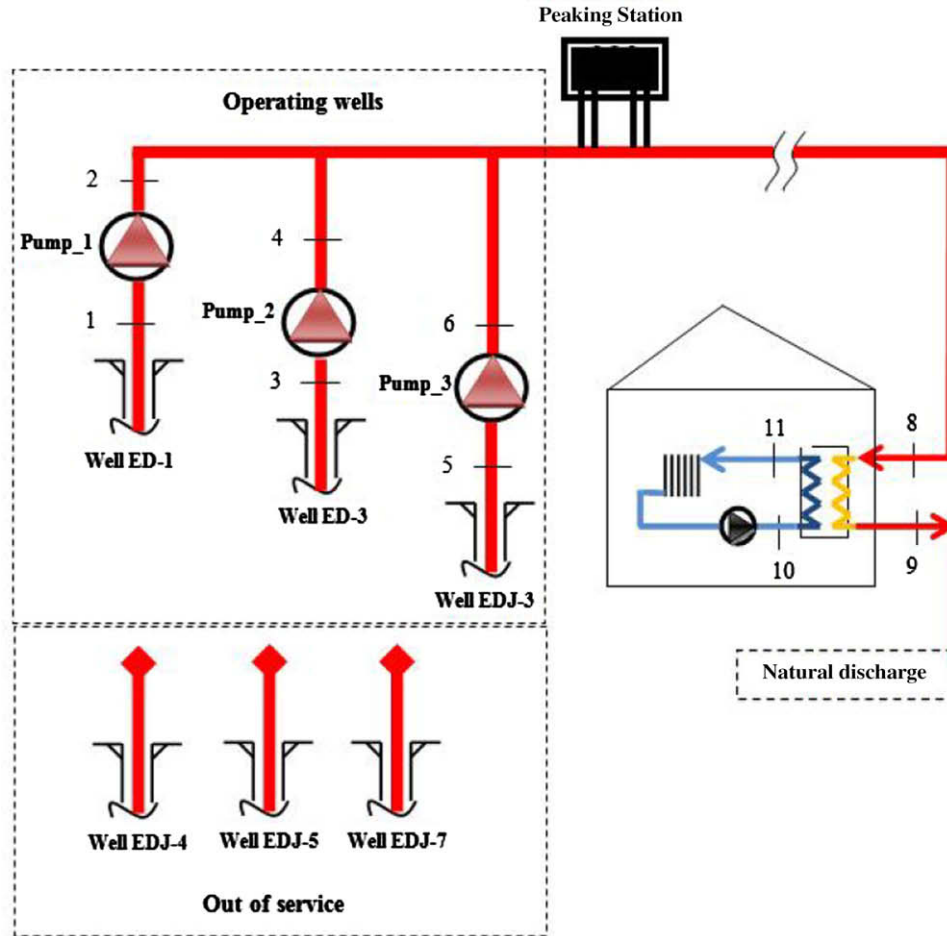 Peaking Station
Operating wells
2
Pump_1
4
1
Pump_2
6
3
Pump_3
Well ED-1
11
8
5
Well ED-3
10
9
Well EDJ-3
Natural discharge
Well EDJ-4
Well EDJ-5
Well EDJ-7
Out of service